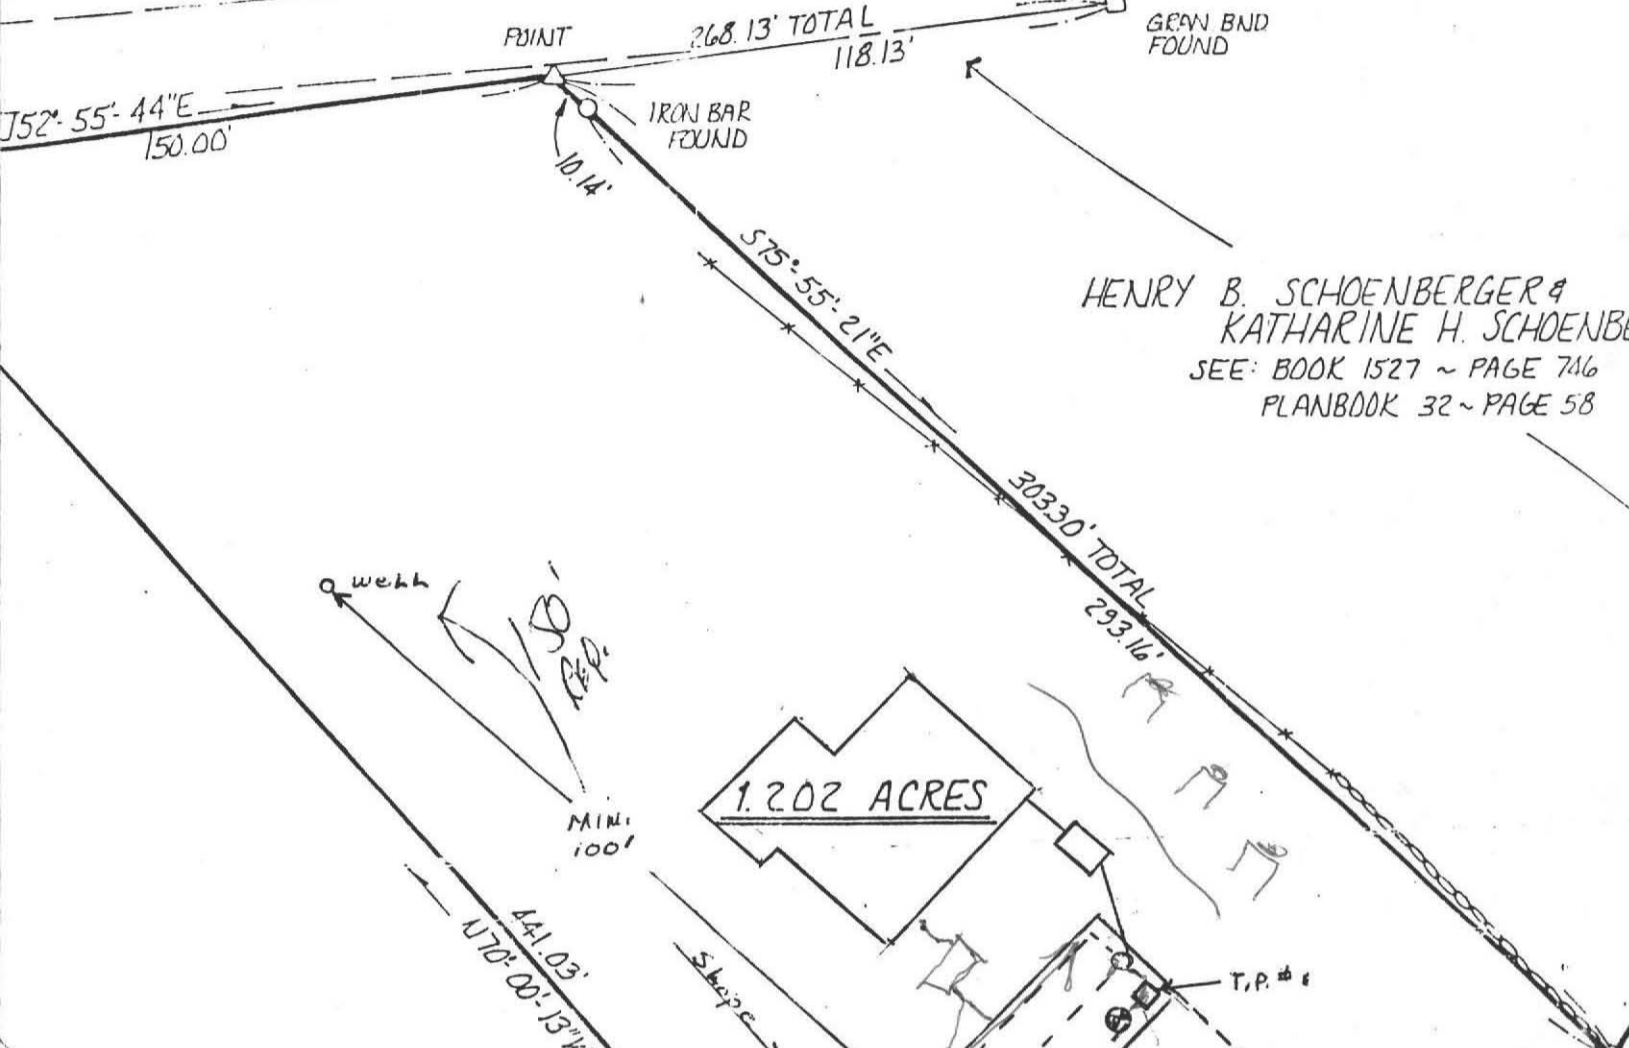 268.13' TOTAL
118.13'
POINT
GRAN. BND
FOUND
N52°-55'-44"E
150.00'
IRON BAR
FOUND
10.14'
S75°-55'-21"E
HENRY B. SCHOENBERGER &
KATHARINE H. SCHOENBE
SEE: BOOK 1527 ~ PAGE 746
PLANBOOK 32 ~ PAGE 58
303.30' TOTAL
293.16'
well
1.202 ACRES
MIN.
100'
441.03'
N70°-00'-13"W
Slope
T.P. #1